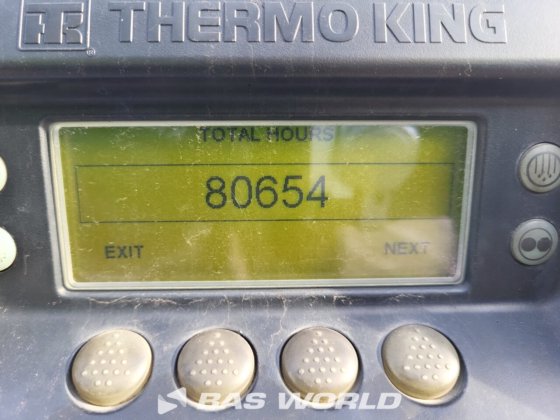 THERMO KING
TOTAL HOURS
80654
EXIT NEXT
BAS WORLD